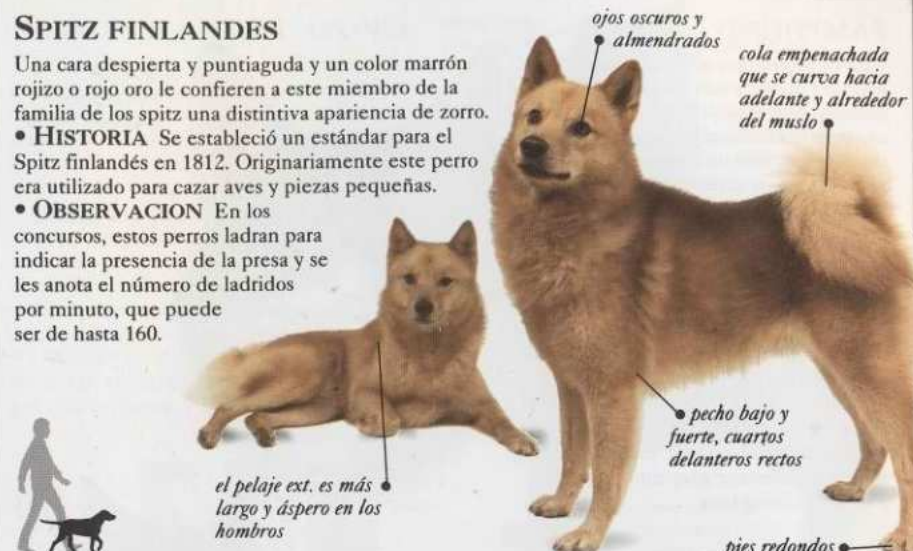 SPITZ FINLANDES
Una cara despierta y puntiaguda y un color marrón
rojizo o rojo oro le confieren a este miembro de la
familia de los spitz una distintiva apariencia de zorro.
• HISTORIA Se estableció un estándar para el
Spitz finlandés en 1812. Originariamente este perro
era utilizado para cazar aves y piezas pequeñas.
• OBSERVACION En los
concursos, estos perros ladran para
indicar la presencia de la presa y se
les anota el número de ladridos
por minuto, que puede
ser de hasta 160.
ojos oscuros y
almendrados
cola empenachada
que se curva hacia
adelante y alrededor
del muslo
pecho bajo y
fuerte, cuartos
delanteros rectos
el pelaje ext. es más
largo y áspero en los
hombros
pies redondos